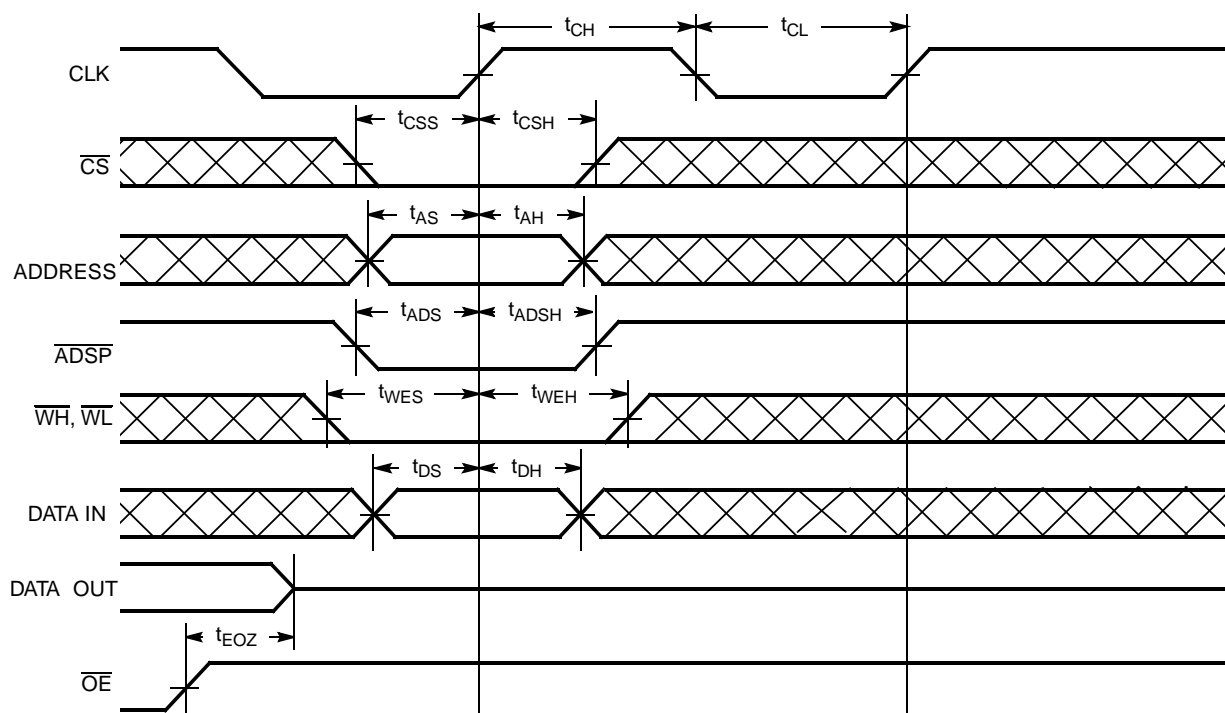 tCH tCL
CLK
tCSS tCSH
CS
tAS tAH
ADDRESS
tADS tADSH
ADSP
tWES tWEH
WH, WL
tDS tDH
DATA IN
DATA OUT
tEOZ
OE